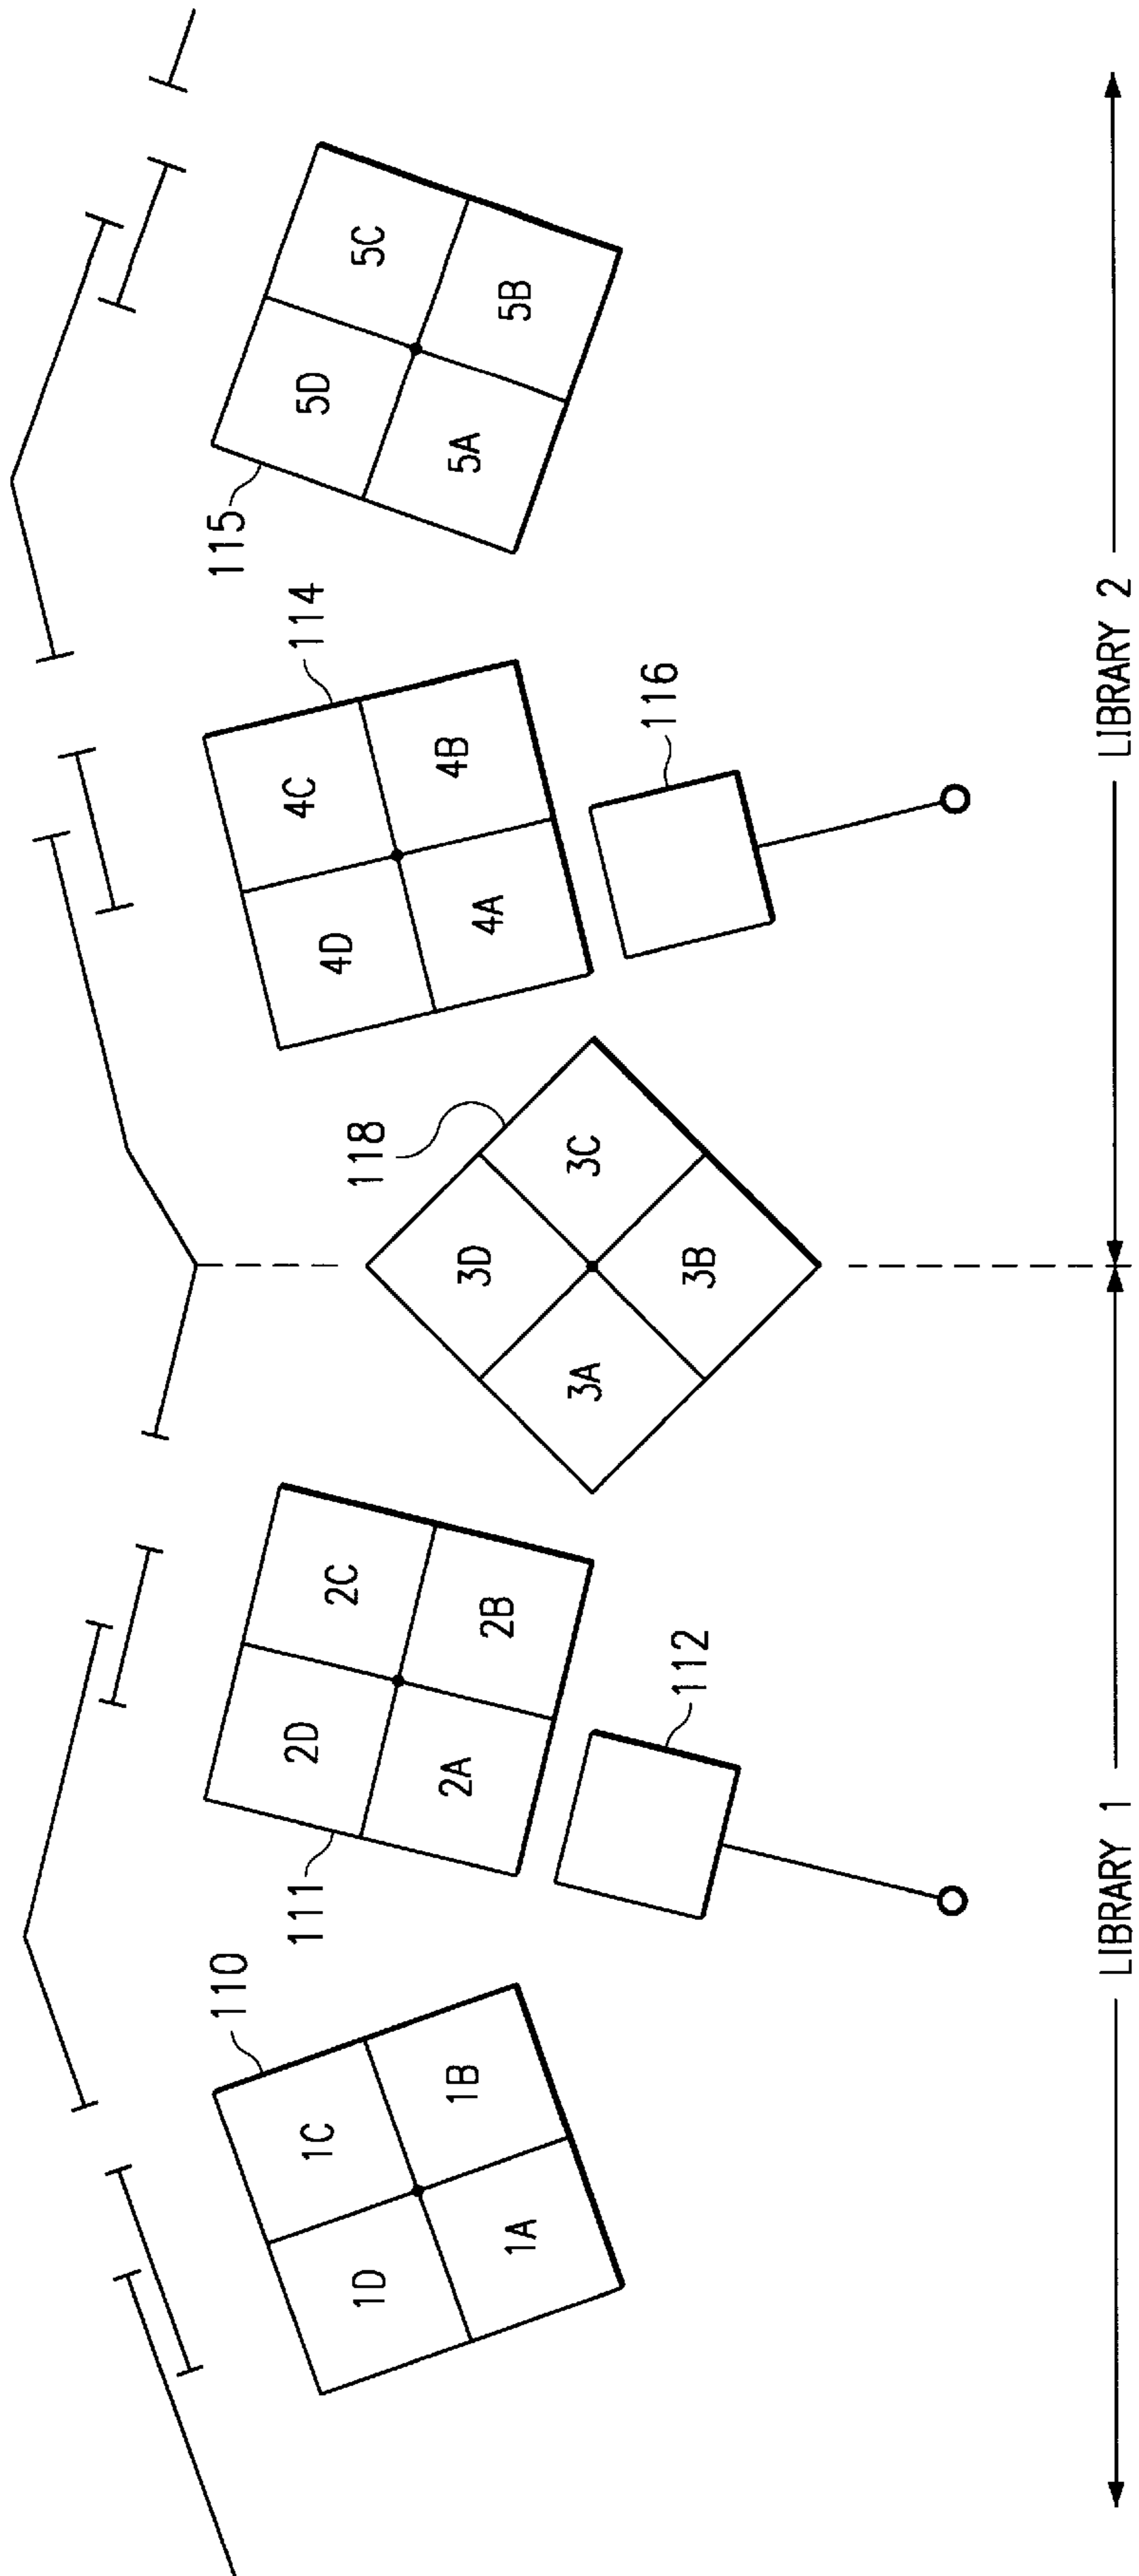 110
1D
1C
1A
1B
111
2D
2C
2A
2B
112
118
3D
3A
3C
3B
114
4D
4C
4A
4B
116
115
5D
5C
5A
5B
LIBRARY 1
LIBRARY 2